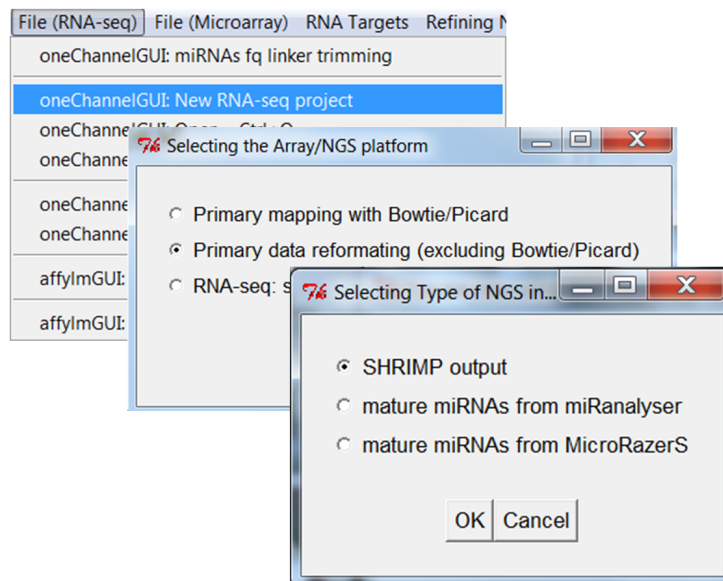 File (RNA-seq) File (Microarray) RNA Targets Refining
oneChannelGUI: miRNAs fq linker trimming
oneChannelGUI: New RNA-seq project
oneChannelGUI: Open
Selecting the Array/NGS platform
oneChanne
Primary mapping with Bowtie/Picard
oneChanne
Primary data reformating (excluding Bowtie/Picard)
oneChanne
RNA-seq: s
affylmGUI:
Selecting Type of NGS in...
affylmGUI:
SHRIMP output
mature miRNAs from miRanalyser
mature miRNAs from MicroRazerS
OK Cancel